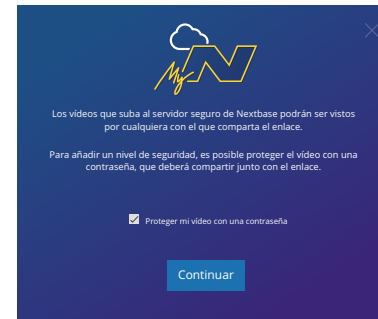 My N
Los vídeos que suba al servidor seguro de Nextbase podrán ser vistos
por cualquiera con el que comparta el enlace.
Para añadir un nivel de seguridad, es posible proteger el vídeo con una
contraseña, que deberá compartir junto con el enlace.
Proteger mi vídeo con una contraseña
Continuar